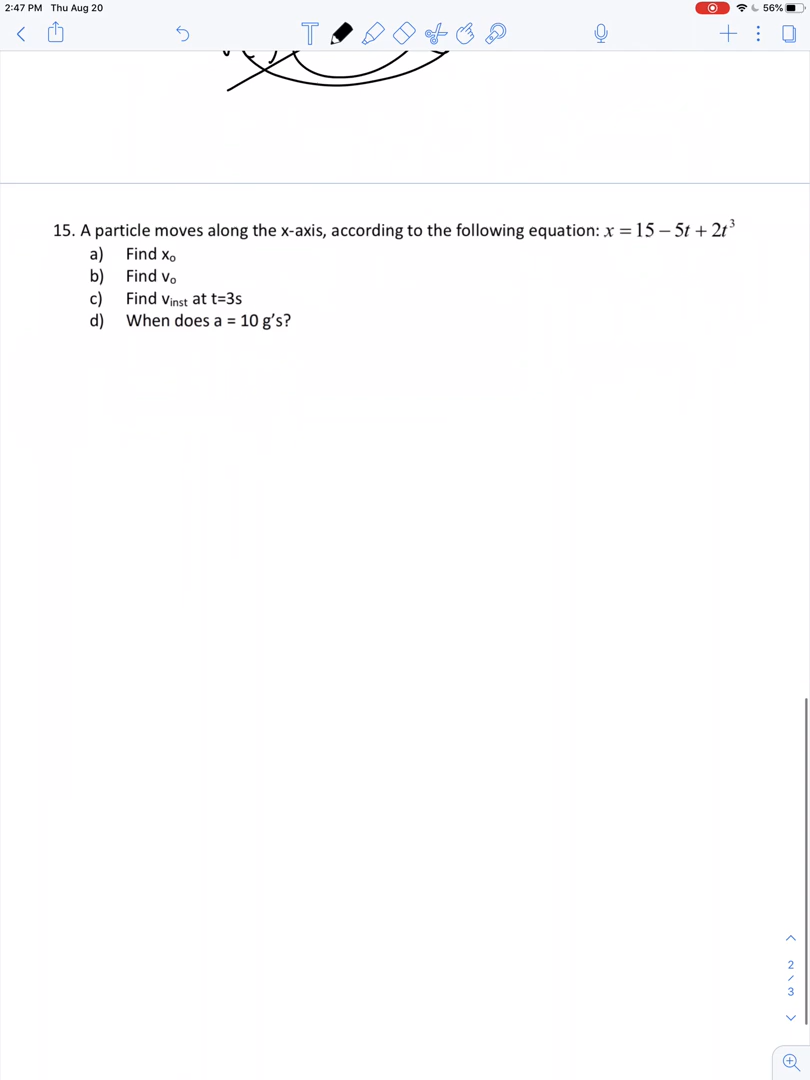 2:47 PM Thu Aug 20
56%
T
15. A particle moves along the x-axis, according to the following equation: x = 15 – 5t + 2t³
a) Find xₒ
b) Find vₒ
c) Find v_inst at t=3s
d) When does a = 10 g's?
2
/
3